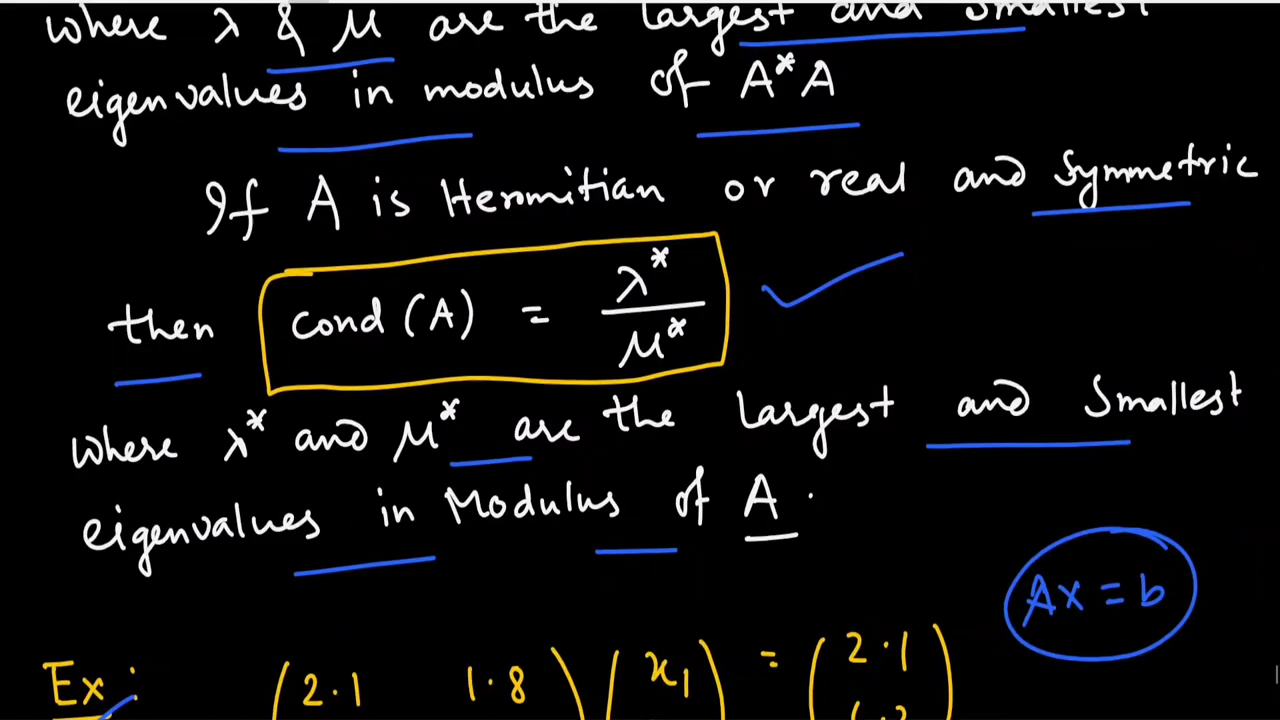 where λ & μ are the largest and smallest
eigenvalues in modulus of A* A
If A is Hermitian or real and symmetric
then cond (A) = λ* / μ*
where λ* and μ* are the largest and smallest
eigenvalues in Modulus of A.
Ax = b
Ex: (2.1 1.8) (x1) = (2.1)